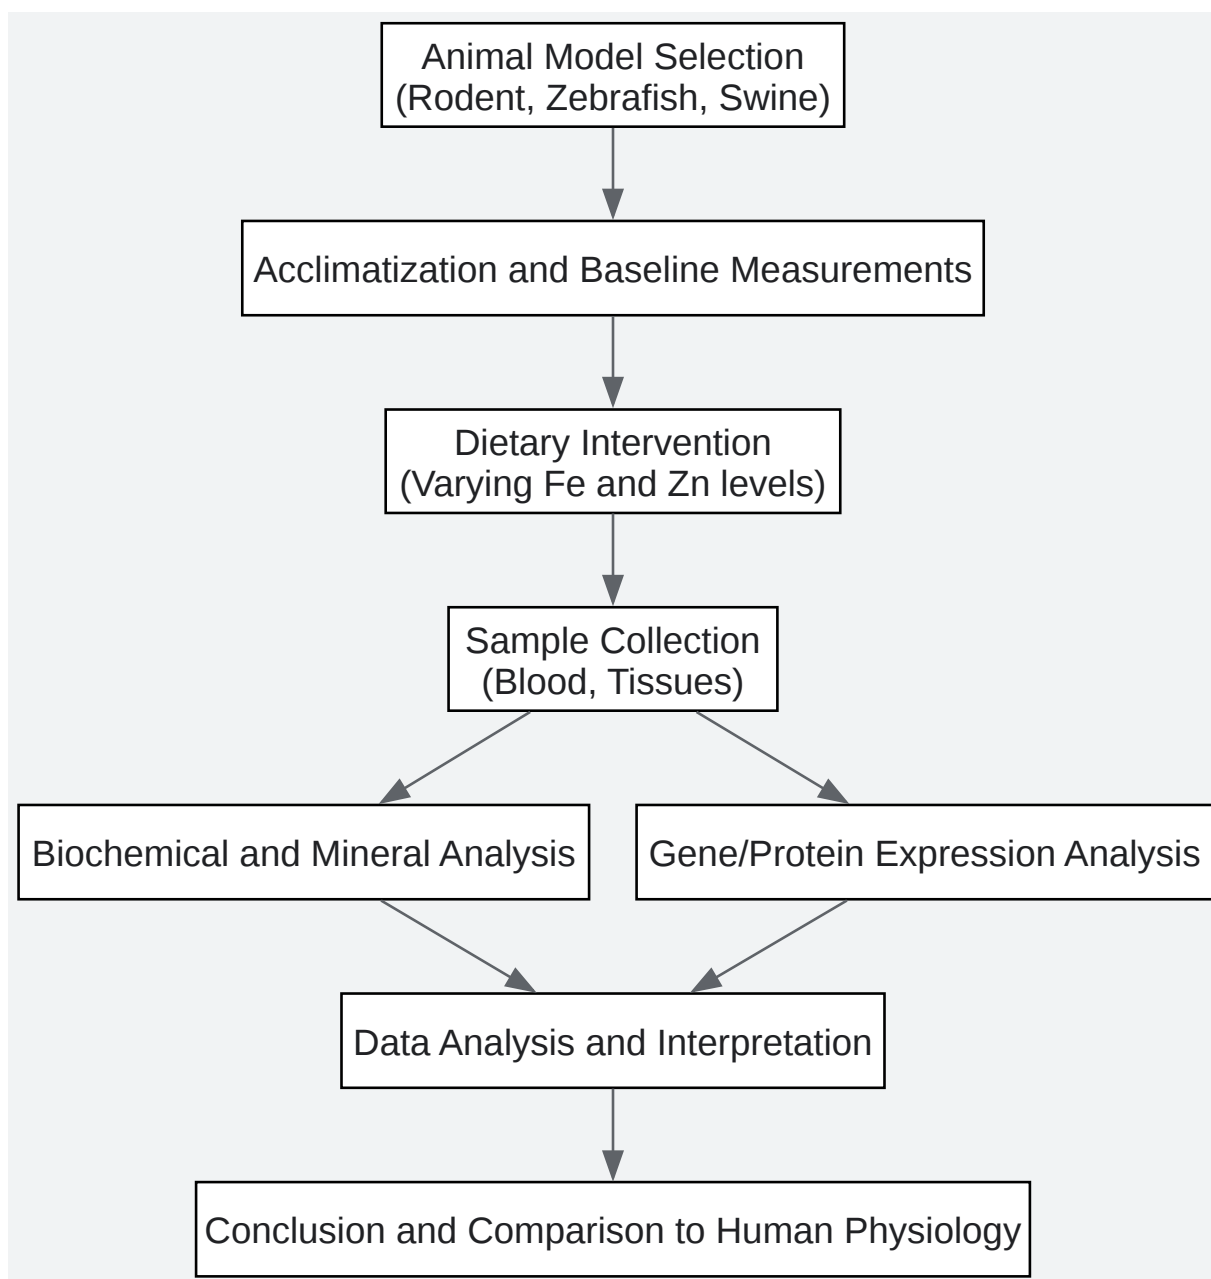 Animal Model Selection
(Rodent, Zebrafish, Swine)
Acclimatization and Baseline Measurements
Dietary Intervention
(Varying Fe and Zn levels)
Sample Collection
(Blood, Tissues)
Biochemical and Mineral Analysis
Gene/Protein Expression Analysis
Data Analysis and Interpretation
Conclusion and Comparison to Human Physiology